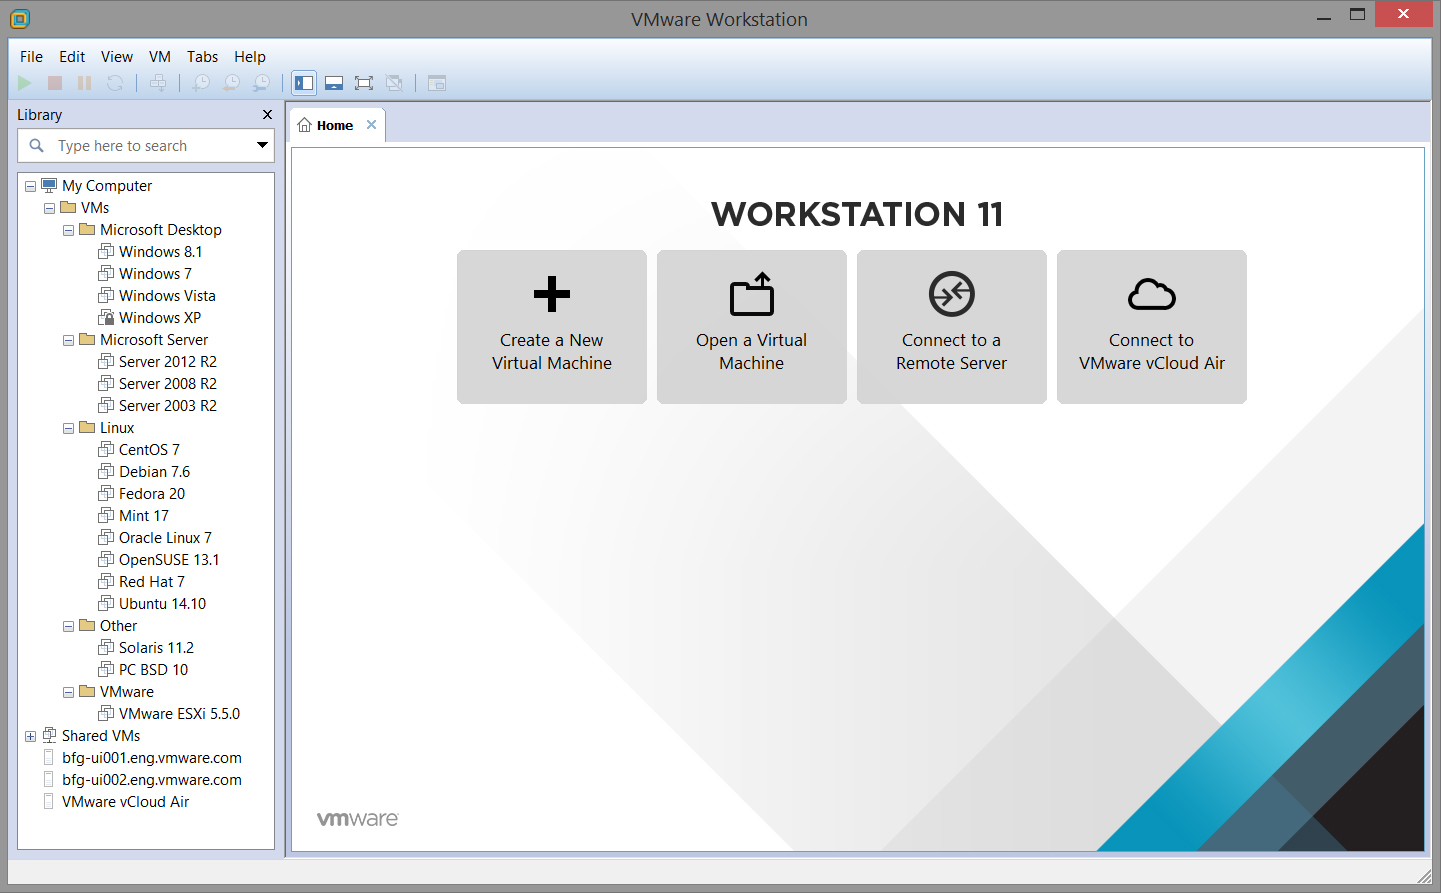 VMware Workstation
File Edit View VM Tabs Help
Library
Type here to search
My Computer
VMs
Microsoft Desktop
Windows 8.1
Windows 7
Windows Vista
Windows XP
Microsoft Server
Server 2012 R2
Server 2008 R2
Server 2003 R2
Linux
CentOS 7
Debian 7.6
Fedora 20
Mint 17
Oracle Linux 7
OpenSUSE 13.1
Red Hat 7
Ubuntu 14.10
Other
Solaris 11.2
PC BSD 10
VMware
VMware ESXi 5.5.0
Shared VMs
bfg-ui001.eng.vmware.com
bfg-ui002.eng.vmware.com
VMware vCloud Air
Home
WORKSTATION 11
Create a New
Virtual Machine
Open a Virtual
Machine
Connect to a
Remote Server
Connect to
VMware vCloud Air
vmware